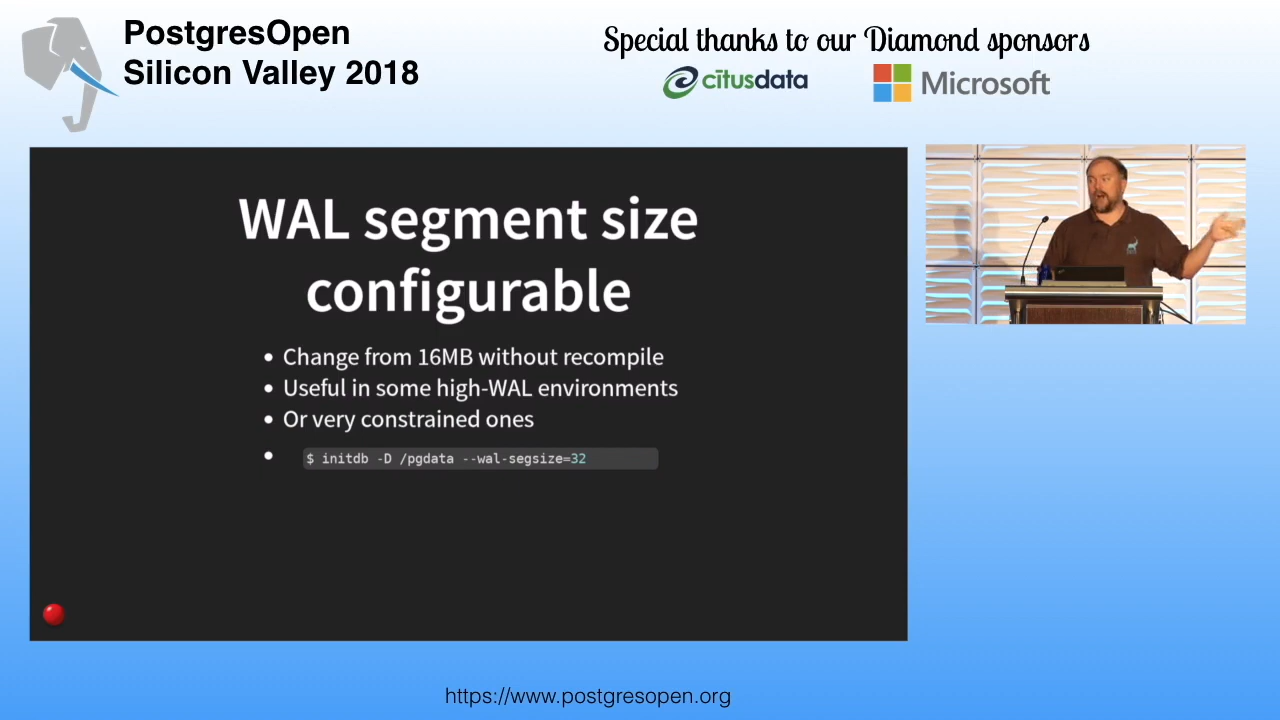 PostgresOpen
Silicon Valley 2018
Special thanks to our Diamond sponsors
citusdata
Microsoft
WAL segment size
configurable
• Change from 16MB without recompile
• Useful in some high-WAL environments
• Or very constrained ones
• $ initdb -D /pgdata --wal-segsize=32
https://www.postgresopen.org